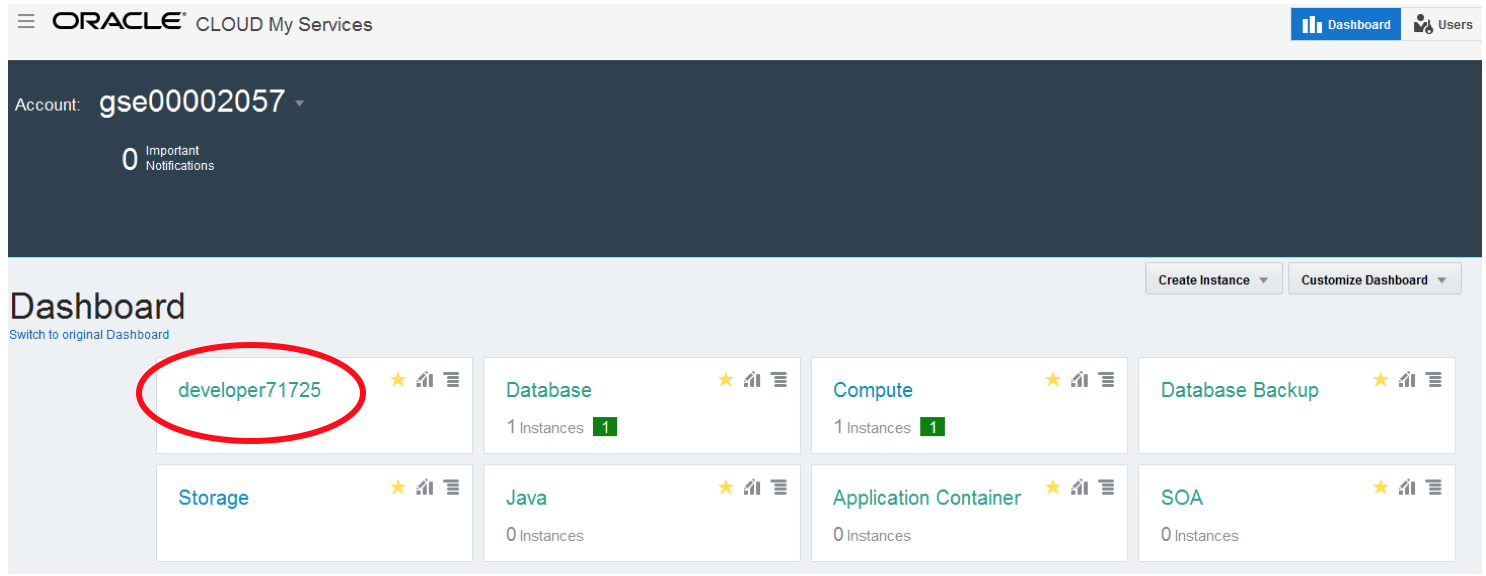 ORACLE CLOUD My Services
Dashboard
Users
Account: gse00002057
0 Important Notifications
Create Instance
Customize Dashboard
Dashboard
Switch to original Dashboard
developer71725
Database
1 Instances 1
Compute
1 Instances 1
Database Backup
Storage
Java
0 Instances
Application Container
0 Instances
SOA
0 Instances